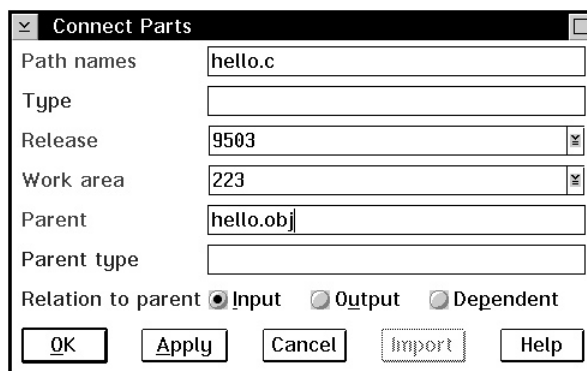 Connect Parts
Path names hello.c
Type
Release 9503
Work area 223
Parent hello.obj
Parent type
Relation to parent Input Output Dependent
OK Apply Cancel Import Help